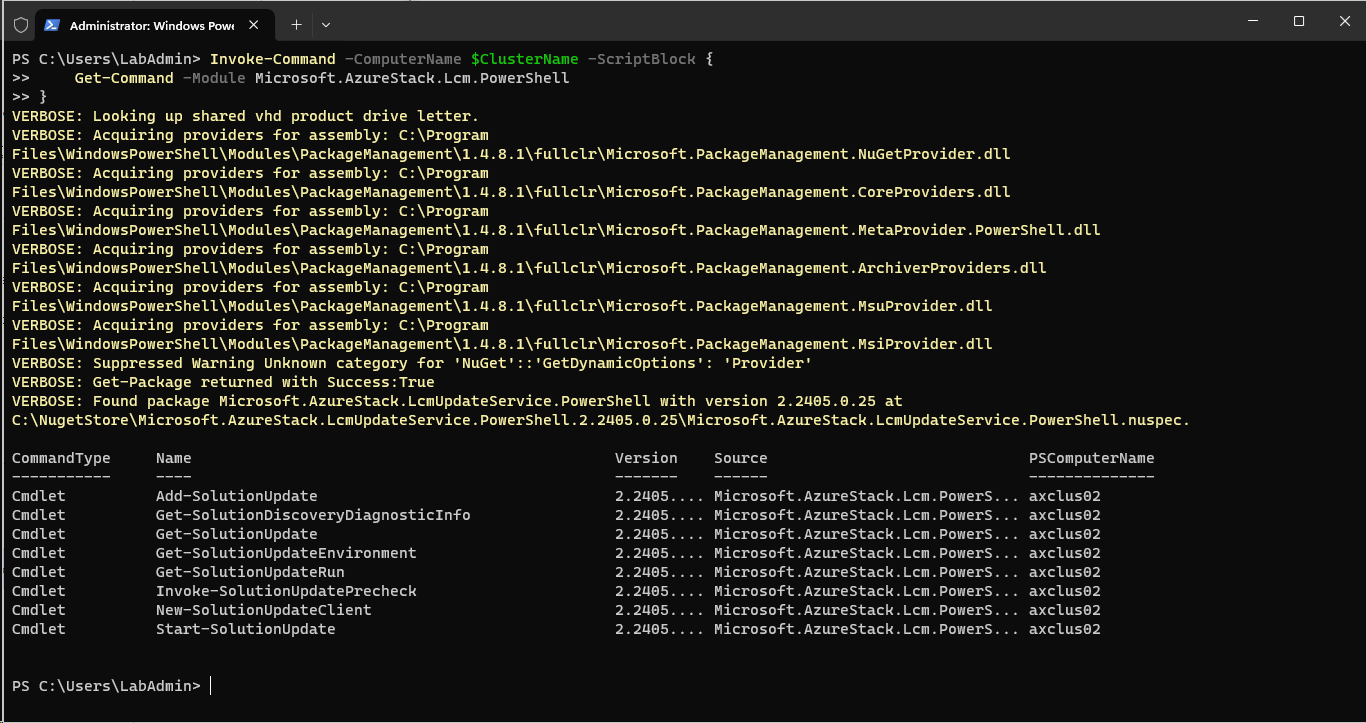 Administrator: Windows Powe
PS C:\Users\LabAdmin> Invoke-Command -ComputerName $ClusterName -ScriptBlock {
>>     Get-Command -Module Microsoft.AzureStack.Lcm.PowerShell
>> }
VERBOSE: Looking up shared vhd product drive letter.
VERBOSE: Acquiring providers for assembly: C:\Program
Files\WindowsPowerShell\Modules\PackageManagement\1.4.8.1\fullclr\Microsoft.PackageManagement.NuGetProvider.dll
VERBOSE: Acquiring providers for assembly: C:\Program
Files\WindowsPowerShell\Modules\PackageManagement\1.4.8.1\fullclr\Microsoft.PackageManagement.CoreProviders.dll
VERBOSE: Acquiring providers for assembly: C:\Program
Files\WindowsPowerShell\Modules\PackageManagement\1.4.8.1\fullclr\Microsoft.PackageManagement.MetaProvider.PowerShell.dll
VERBOSE: Acquiring providers for assembly: C:\Program
Files\WindowsPowerShell\Modules\PackageManagement\1.4.8.1\fullclr\Microsoft.PackageManagement.ArchiverProviders.dll
VERBOSE: Acquiring providers for assembly: C:\Program
Files\WindowsPowerShell\Modules\PackageManagement\1.4.8.1\fullclr\Microsoft.PackageManagement.MsuProvider.dll
VERBOSE: Acquiring providers for assembly: C:\Program
Files\WindowsPowerShell\Modules\PackageManagement\1.4.8.1\fullclr\Microsoft.PackageManagement.MsiProvider.dll
VERBOSE: Suppressed Warning Unknown category for 'NuGet'::'GetDynamicOptions': 'Provider'
VERBOSE: Get-Package returned with Success:True
VERBOSE: Found package Microsoft.AzureStack.LcmUpdateService.PowerShell with version 2.2405.0.25 at
C:\NugetStore\Microsoft.AzureStack.LcmUpdateService.PowerShell.2.2405.0.25\Microsoft.AzureStack.LcmUpdateService.PowerShell.nuspec.
CommandType     Name                                               Version    Source                             PSComputerName
-----------     ----                                               -------    ------                             --------------
Cmdlet          Add-SolutionUpdate                                 2.2405.... Microsoft.AzureStack.Lcm.PowerS... axclus02
Cmdlet          Get-SolutionDiscoveryDiagnosticInfo                2.2405.... Microsoft.AzureStack.Lcm.PowerS... axclus02
Cmdlet          Get-SolutionUpdate                                 2.2405.... Microsoft.AzureStack.Lcm.PowerS... axclus02
Cmdlet          Get-SolutionUpdateEnvironment                      2.2405.... Microsoft.AzureStack.Lcm.PowerS... axclus02
Cmdlet          Get-SolutionUpdateRun                              2.2405.... Microsoft.AzureStack.Lcm.PowerS... axclus02
Cmdlet          Invoke-SolutionUpdatePrecheck                      2.2405.... Microsoft.AzureStack.Lcm.PowerS... axclus02
Cmdlet          New-SolutionUpdateClient                           2.2405.... Microsoft.AzureStack.Lcm.PowerS... axclus02
Cmdlet          Start-SolutionUpdate                               2.2405.... Microsoft.AzureStack.Lcm.PowerS... axclus02
PS C:\Users\LabAdmin>